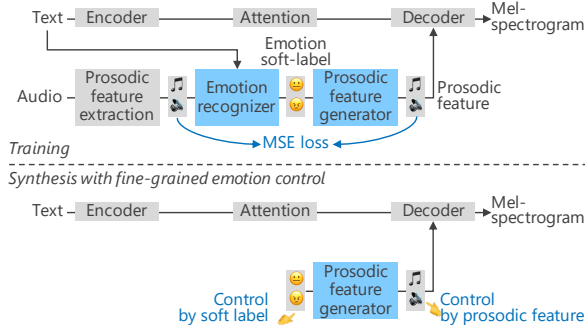 Text
Encoder
Attention
Decoder
Mel-
spectrogram
Emotion
soft-label
Audio
Prosodic
feature
extraction
Emotion
recognizer
Prosodic
feature
generator
Prosodic
feature
MSE loss
Training
Synthesis with fine-grained emotion control
Text
Encoder
Attention
Decoder
Mel-
spectrogram
Prosodic
feature
generator
Control
by soft label
Control
by prosodic feature